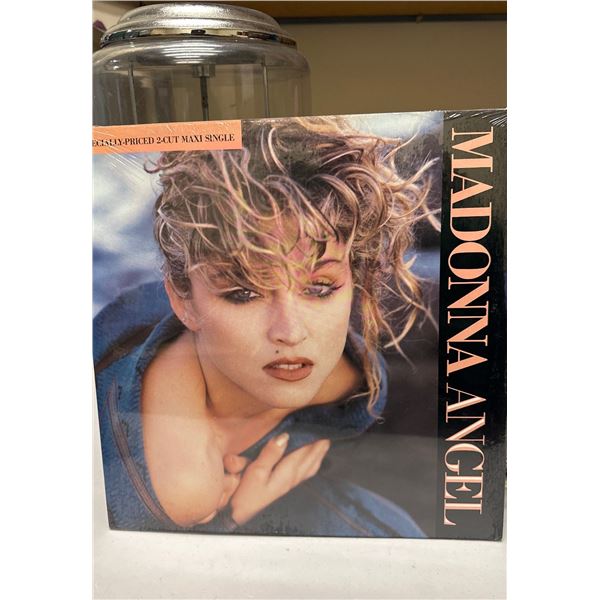 ECIALLY-PRICED 2-CUT MAXI SINGLE
MADONNA ANGEL